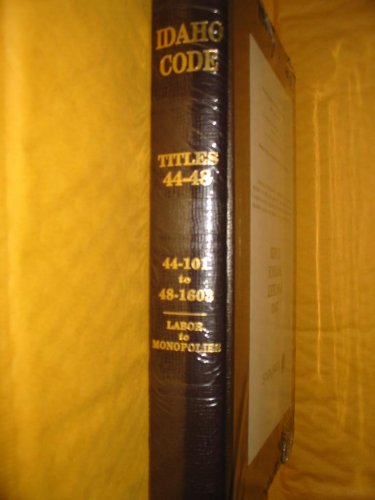 IDAHO
CODE
TITLES
44-48
44-101
to
48-1603
LABOR
to
MONOPOLIES